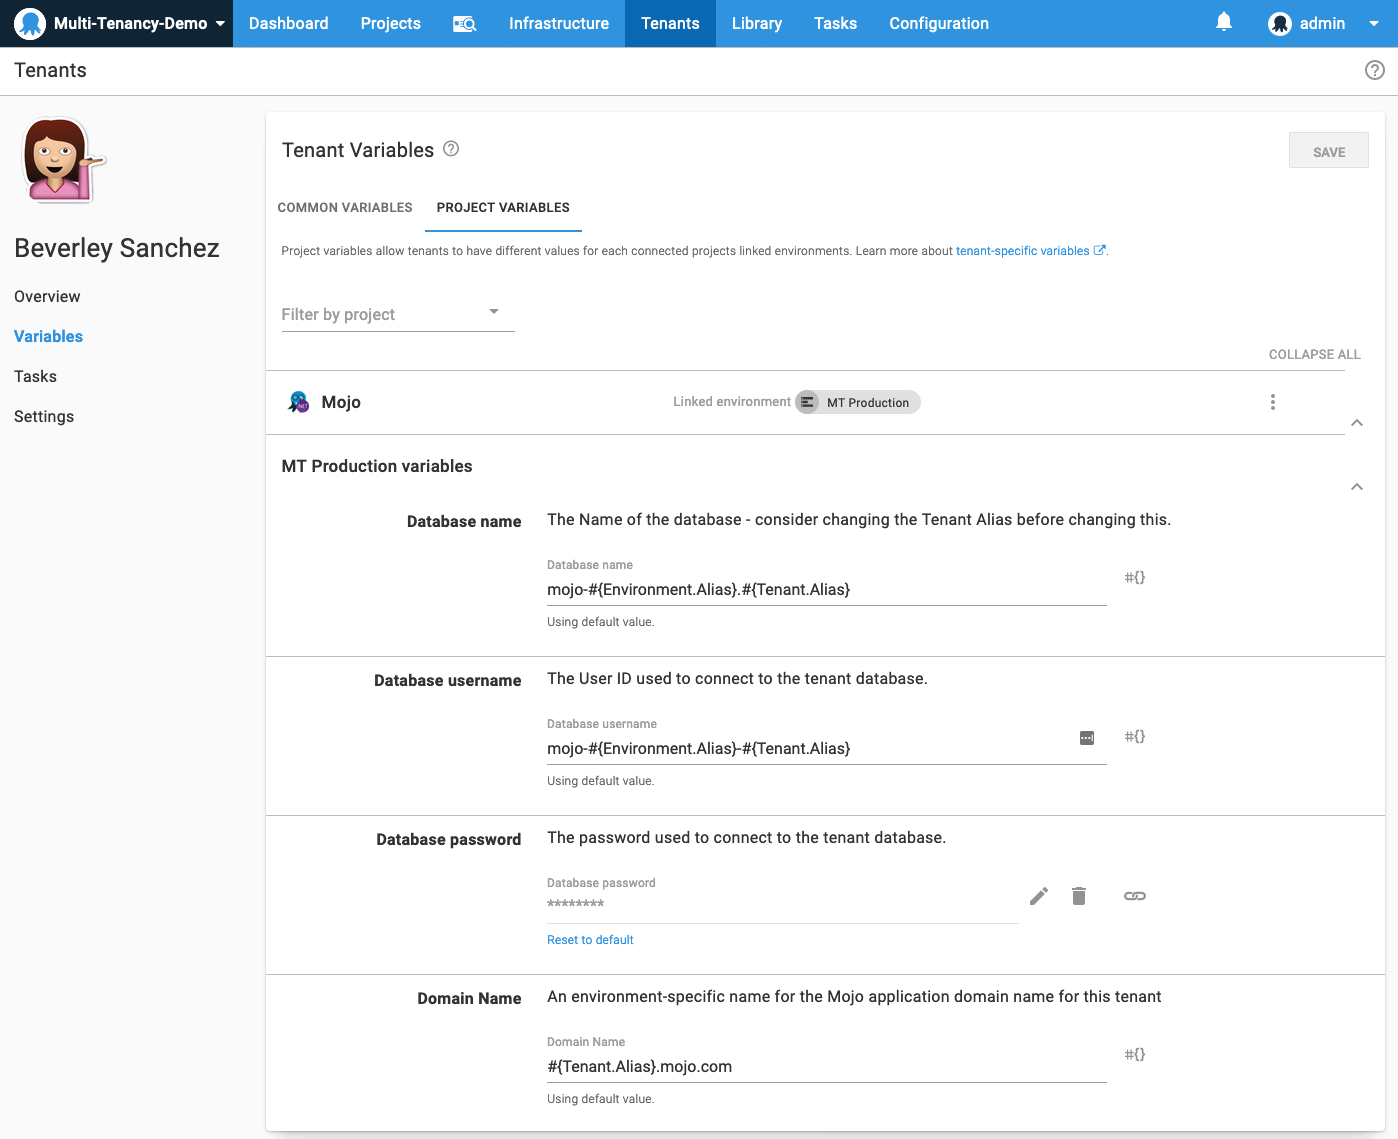 Multi-Tenancy-Demo Dashboard Projects Infrastructure Tenants Library Tasks Configuration admin
Tenants
Tenant Variables
SAVE
COMMON VARIABLES PROJECT VARIABLES
Project variables allow tenants to have different values for each connected projects linked environments. Learn more about tenant-specific variables.
Beverley Sanchez
Overview
Variables
Tasks
Settings
Filter by project
COLLAPSE ALL
Mojo Linked environment MT Production
MT Production variables
Database name The Name of the database - consider changing the Tenant Alias before changing this.
Database name
mojo-#{Environment.Alias}.#{Tenant.Alias} #{}
Using default value.
Database username The User ID used to connect to the tenant database.
Database username
mojo-#{Environment.Alias}-#{Tenant.Alias} #{}
Using default value.
Database password The password used to connect to the tenant database.
Database password
********
Reset to default
Domain Name An environment-specific name for the Mojo application domain name for this tenant
Domain Name
#{Tenant.Alias}.mojo.com #{}
Using default value.